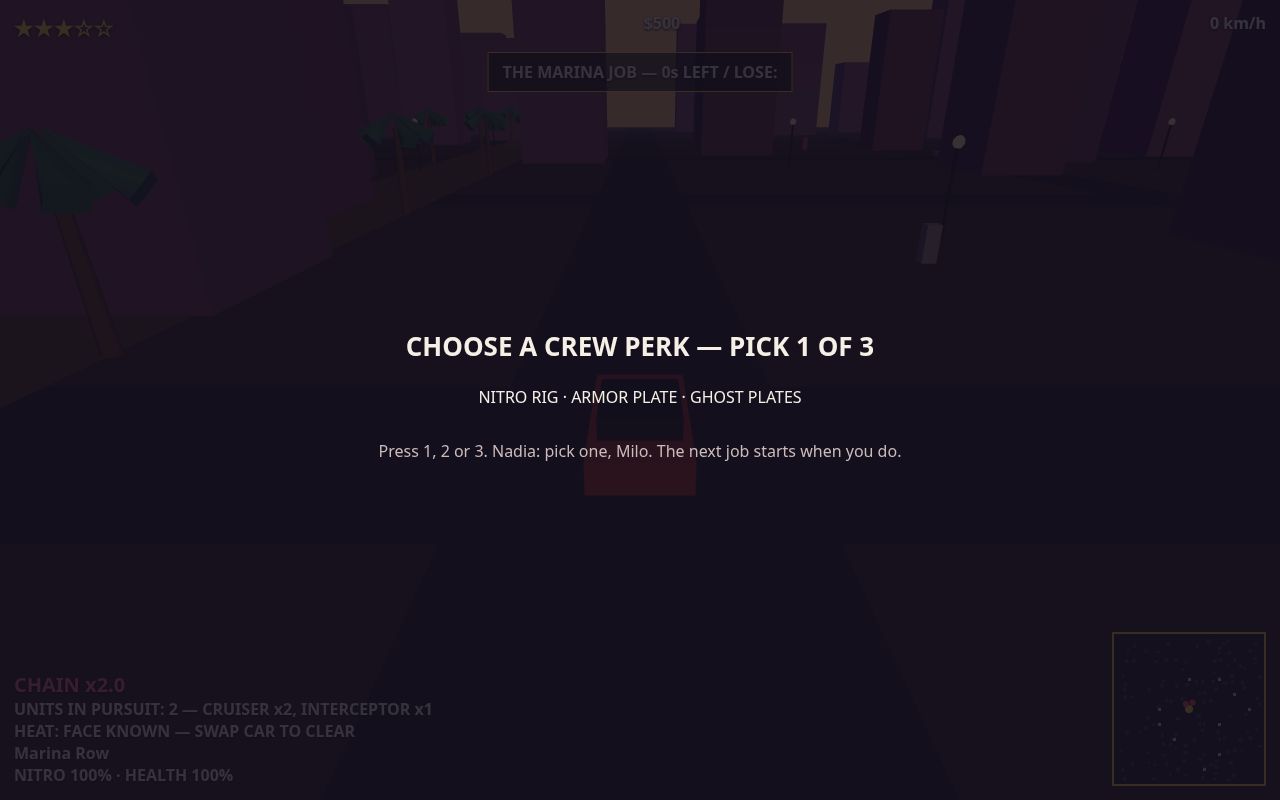 ★★★☆☆
$500
0 km/h
THE MARINA JOB — 0s LEFT / LOSE:
CHOOSE A CREW PERK — PICK 1 OF 3
NITRO RIG · ARMOR PLATE · GHOST PLATES
Press 1, 2 or 3. Nadia: pick one, Milo. The next job starts when you do.
CHAIN x2.0
UNITS IN PURSUIT: 2 — CRUISER x2, INTERCEPTOR x1
HEAT: FACE KNOWN — SWAP CAR TO CLEAR
Marina Row
NITRO 100% · HEALTH 100%